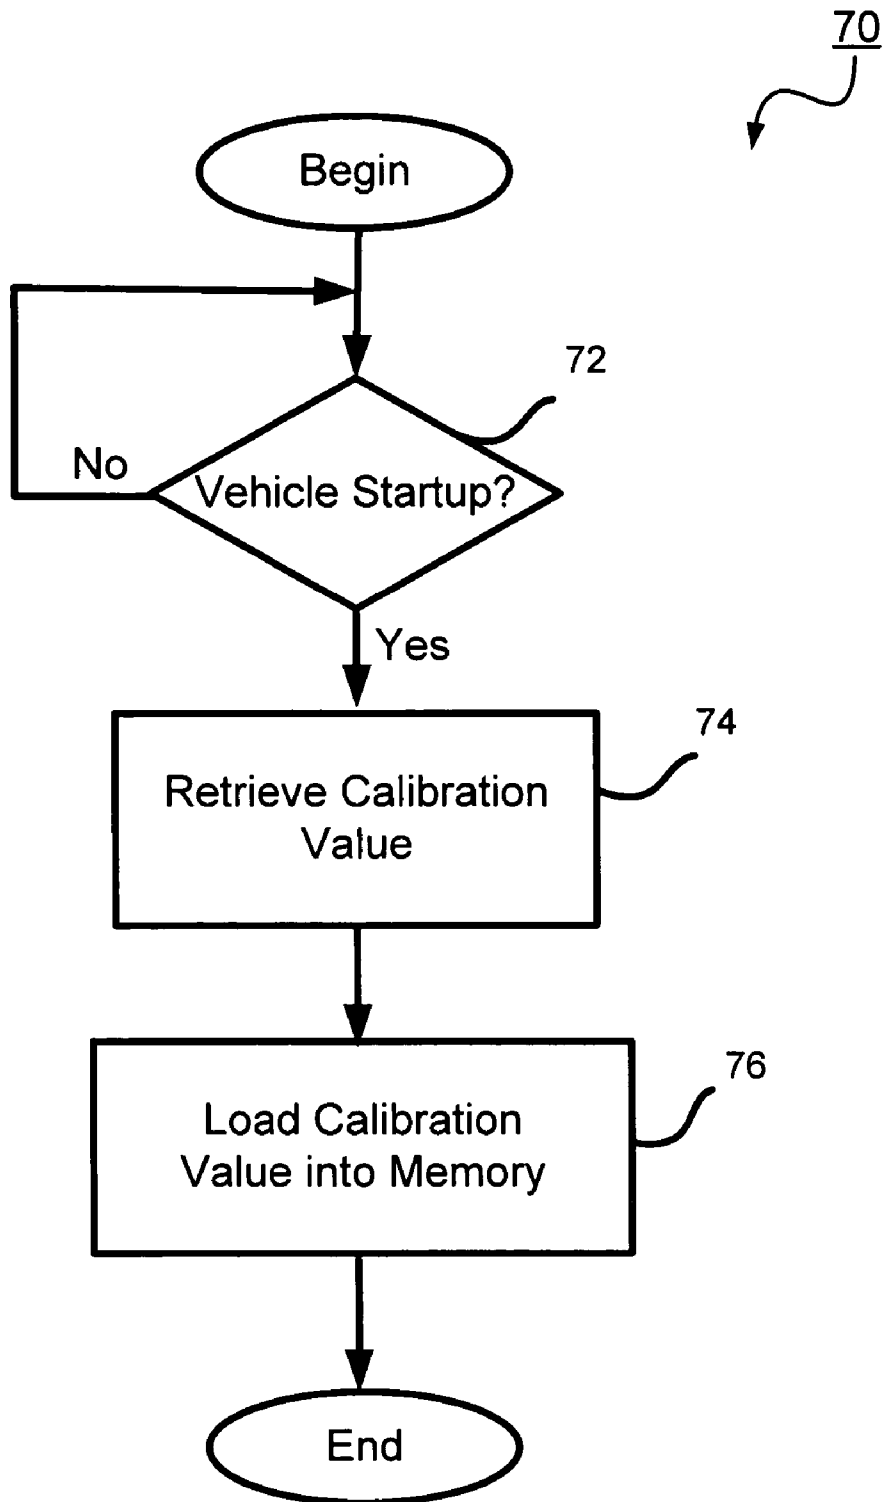 70
Begin
72
No
Vehicle Startup?
Yes
74
Retrieve Calibration
Value
76
Load Calibration
Value into Memory
End